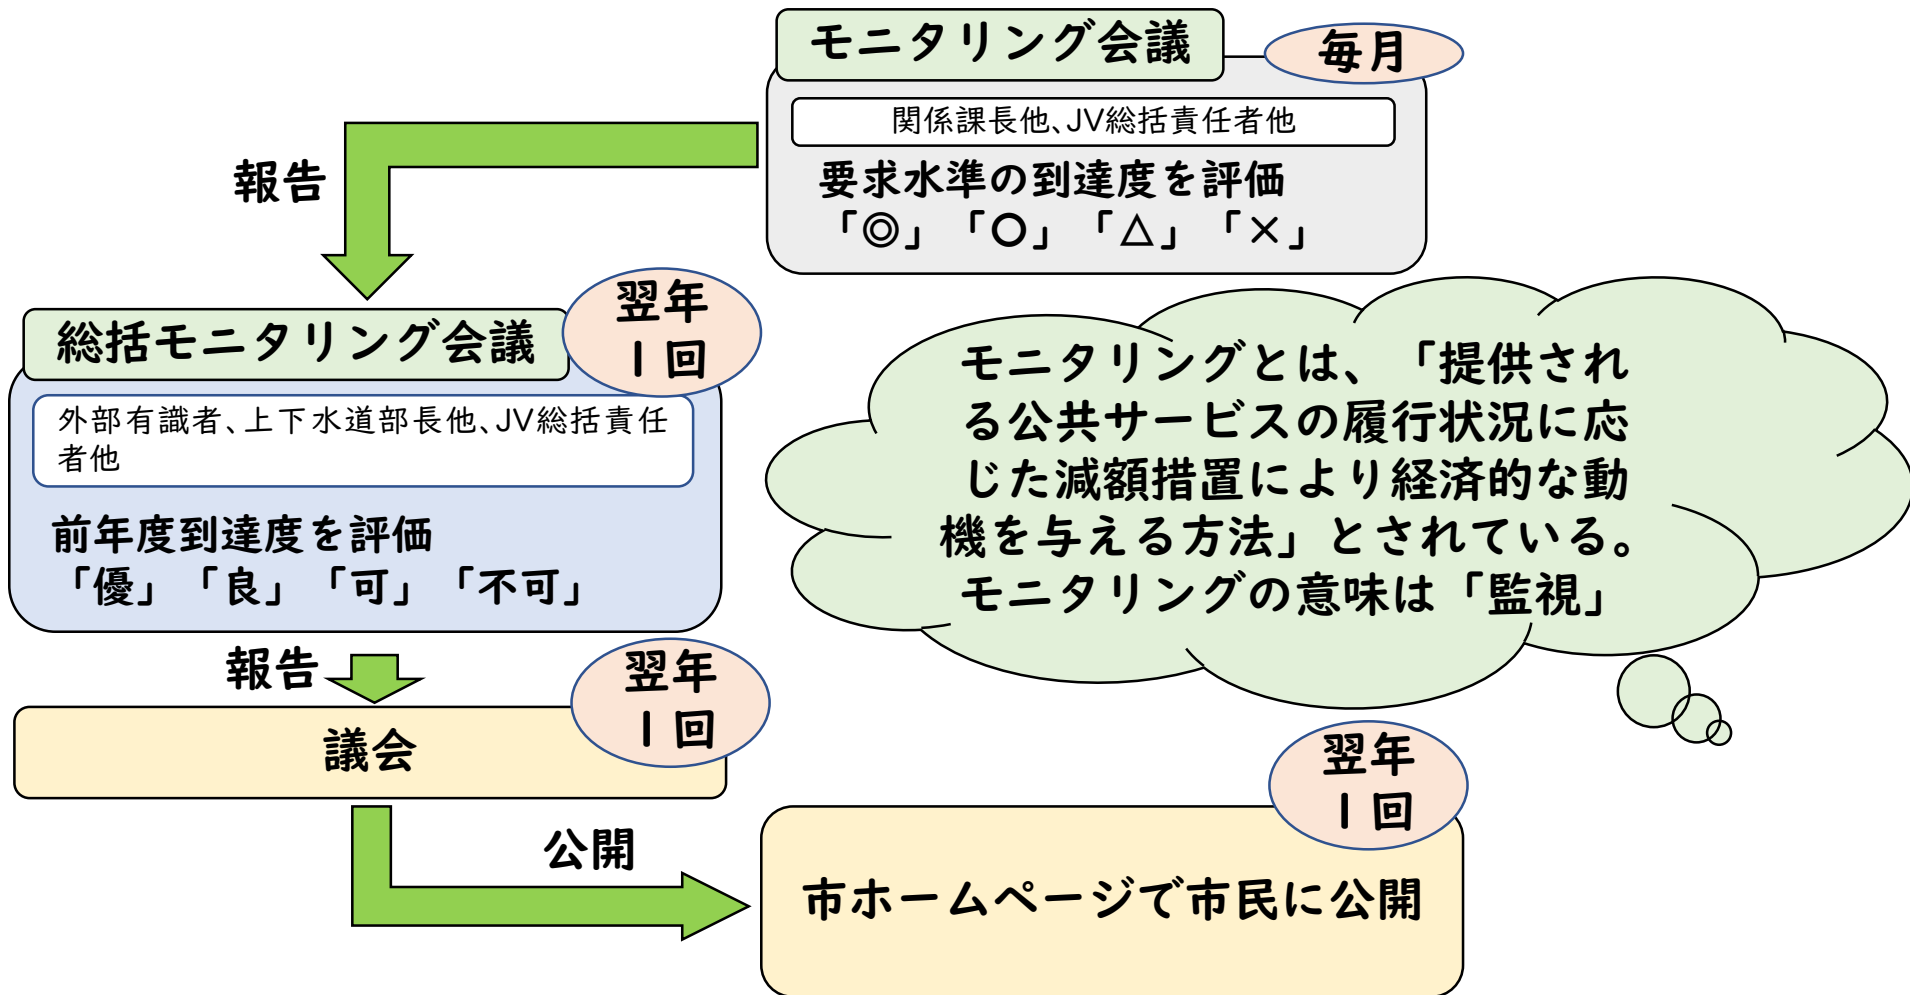 モニタリング会議
毎月
関係課長他、JV総括責任者他
要求水準の到達度を評価
「◎」「〇」「△」「×」
報告
総括モニタリング会議
翌年
1回
外部有識者、上下水道部長他、JV総括責任
者他
前年度到達度を評価
「優」「良」「可」「不可」
モニタリングとは、「提供され
る公共サービスの履行状況に応
じた減額措置により経済的な動
機を与える方法」とされている。
モニタリングの意味は「監視」
報告
翌年
1回
議会
公開
翌年
1回
市ホームページで市民に公開